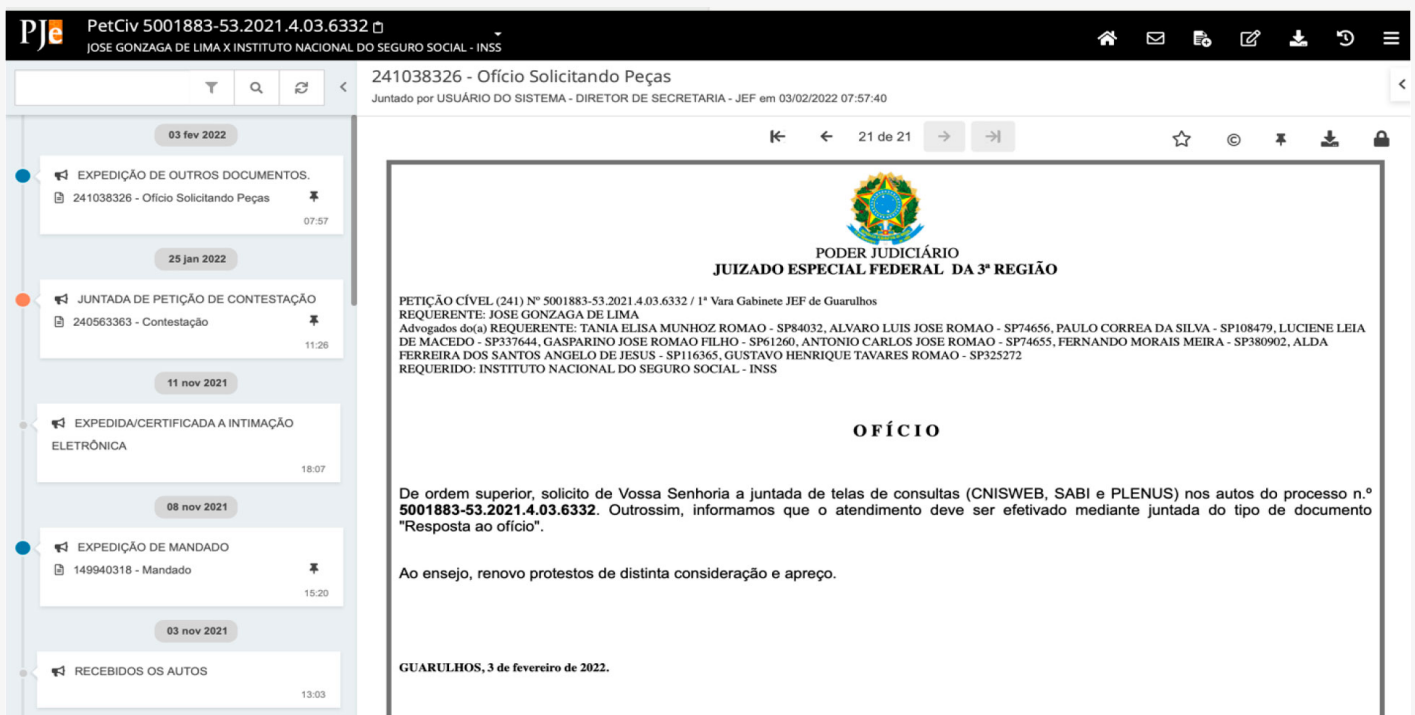 PJe
PetCiv 5001883-53.2021.4.03.6332
JOSE GONZAGA DE LIMA X INSTITUTO NACIONAL DO SEGURO SOCIAL - INSS
03 fev 2022
EXPEDIÇÃO DE OUTROS DOCUMENTOS.
241038326 - Ofício Solicitando Peças
07:57
25 jan 2022
JUNTADA DE PETIÇÃO DE CONTESTAÇÃO
240563363 - Contestação
11:26
11 nov 2021
EXPEDIDA/CERTIFICADA A INTIMAÇÃO
ELETRÔNICA
18:07
08 nov 2021
EXPEDIÇÃO DE MANDADO
149940318 - Mandado
15:20
03 nov 2021
RECEBIDOS OS AUTOS
13:03
241038326 - Ofício Solicitando Peças
Juntado por USUÁRIO DO SISTEMA - DIRETOR DE SECRETARIA - JEF em 03/02/2022 07:57:40
21 de 21
PODER JUDICIÁRIO
JUIZADO ESPECIAL FEDERAL DA 3ª REGIÃO
PETIÇÃO CÍVEL (241) Nº 5001883-53.2021.4.03.6332 / 1ª Vara Gabinete JEF de Guarulhos
REQUERENTE: JOSE GONZAGA DE LIMA
Advogados do(a) REQUERENTE: TANIA ELISA MUNHOZ ROMAO - SP84032, ALVARO LUIS JOSE ROMAO - SP74656, PAULO CORREA DA SILVA - SP108479, LUCIENE LEIA
DE MACEDO - SP337644, GASPARINO JOSE ROMAO FILHO - SP61260, ANTONIO CARLOS JOSE ROMAO - SP74655, FERNANDO MORAIS MEIRA - SP380902, ALDA
FERREIRA DOS SANTOS ANGELO DE JESUS - SP116365, GUSTAVO HENRIQUE TAVARES ROMAO - SP325272
REQUERIDO: INSTITUTO NACIONAL DO SEGURO SOCIAL - INSS
O F Í C I O
De ordem superior, solicito de Vossa Senhoria a juntada de telas de consultas (CNISWEB, SABI e PLENUS) nos autos do processo n.º
5001883-53.2021.4.03.6332. Outrossim, informamos que o atendimento deve ser efetivado mediante juntada do tipo de documento
"Resposta ao ofício".
Ao ensejo, renovo protestos de distinta consideração e apreço.
GUARULHOS, 3 de fevereiro de 2022.